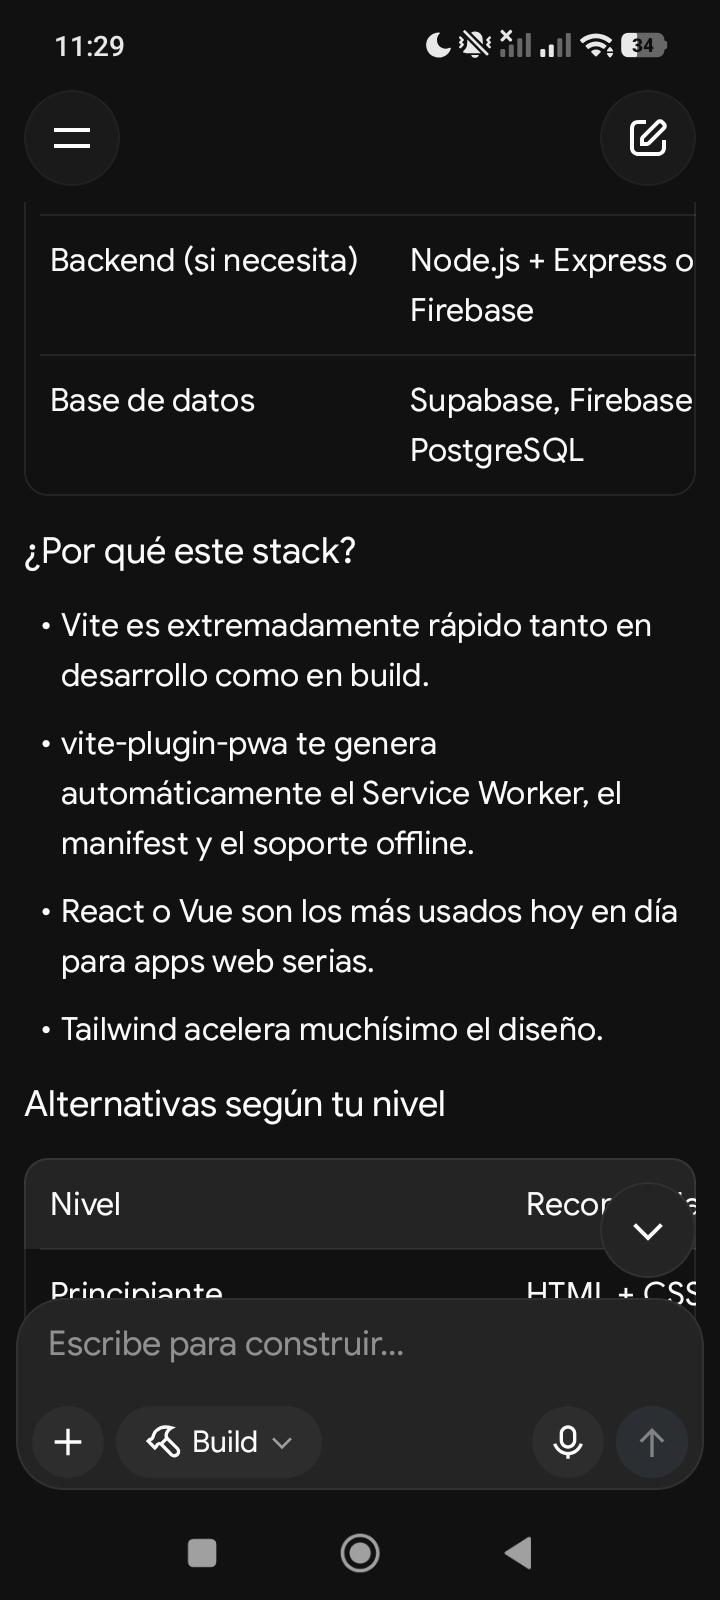 11:29
34
Backend (si necesita)
Node.js + Express o
Firebase
Base de datos
Supabase, Firebase
PostgreSQL
¿Por qué este stack?
• Vite es extremadamente rápido tanto en
desarrollo como en build.
• vite-plugin-pwa te genera
automáticamente el Service Worker, el
manifest y el soporte offline.
• React o Vue son los más usados hoy en día
para apps web serias.
• Tailwind acelera muchísimo el diseño.
Alternativas según tu nivel
Nivel
Principiante
HTML + CSS
Escribe para construir...
Build